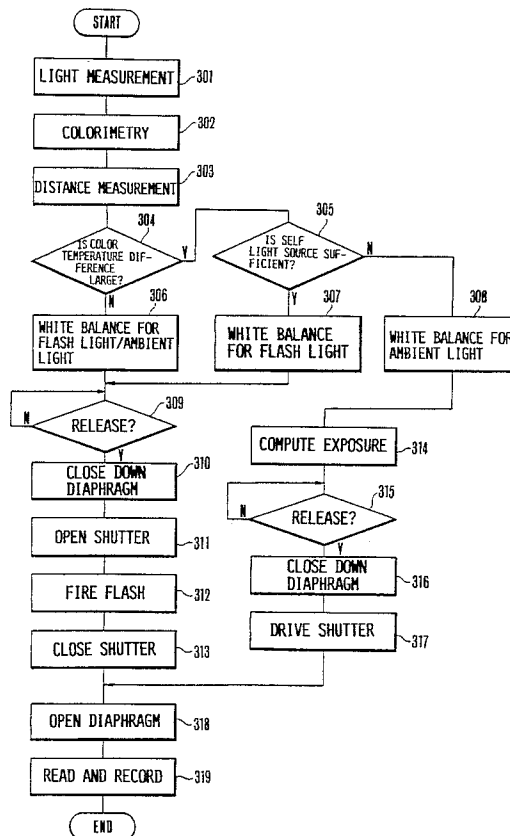 START
LIGHT MEASUREMENT
301
COLORIMETRY
302
DISTANCE MEASUREMENT
303
304
IS COLOR
TEMPERATURE DIF-
FERENCE
LARGE?
Y
N
305
IS SELF
LIGHT SOURCE SUF-
FICIENT?
N
Y
306
WHITE BALANCE FOR
FLASH LIGHT/AMBIENT
LIGHT
307
WHITE BALANCE
FOR FLASH LIGHT
308
WHITE BALANCE FOR
AMBIENT LIGHT
309
RELEASE?
N
Y
CLOSE DOWN
DIAPHRAGM
310
OPEN SHUTTER
311
FIRE FLASH
312
CLOSE SHUTTER
313
COMPUTE EXPOSURE
314
315
RELEASE?
N
Y
CLOSE DOWN
DIAPHRAGM
316
DRIVE SHUTTER
317
OPEN DIAPHRAGM
318
READ AND RECORD
319
END